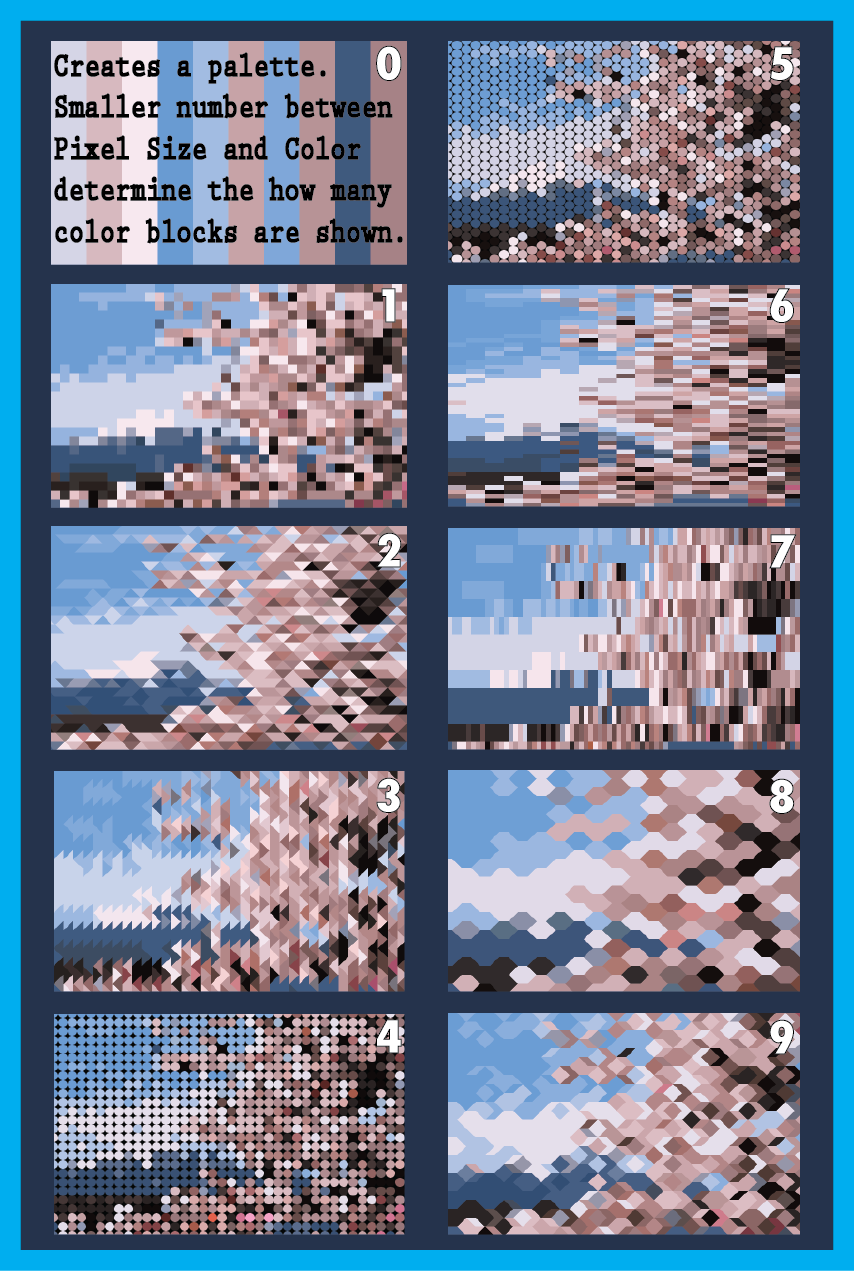 Creates a palette.
Smaller number between
Pixel Size and Color
determine the how many
color blocks are shown.
0
1
2
3
4
5
6
7
8
9